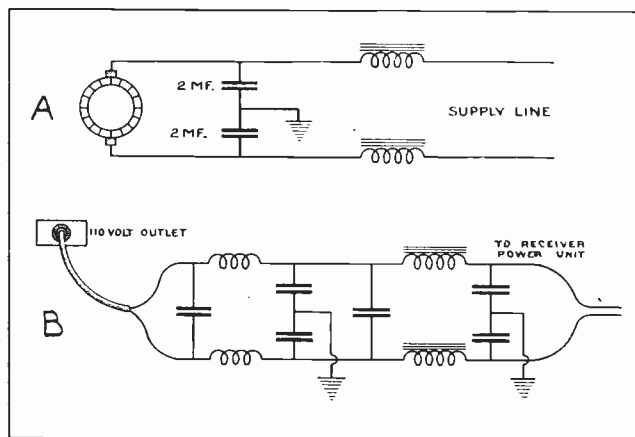 A
2 MF.
2 MF.
SUPPLY LINE
110 VOLT OUTLET
TO RECEIVER
POWER UNIT
B